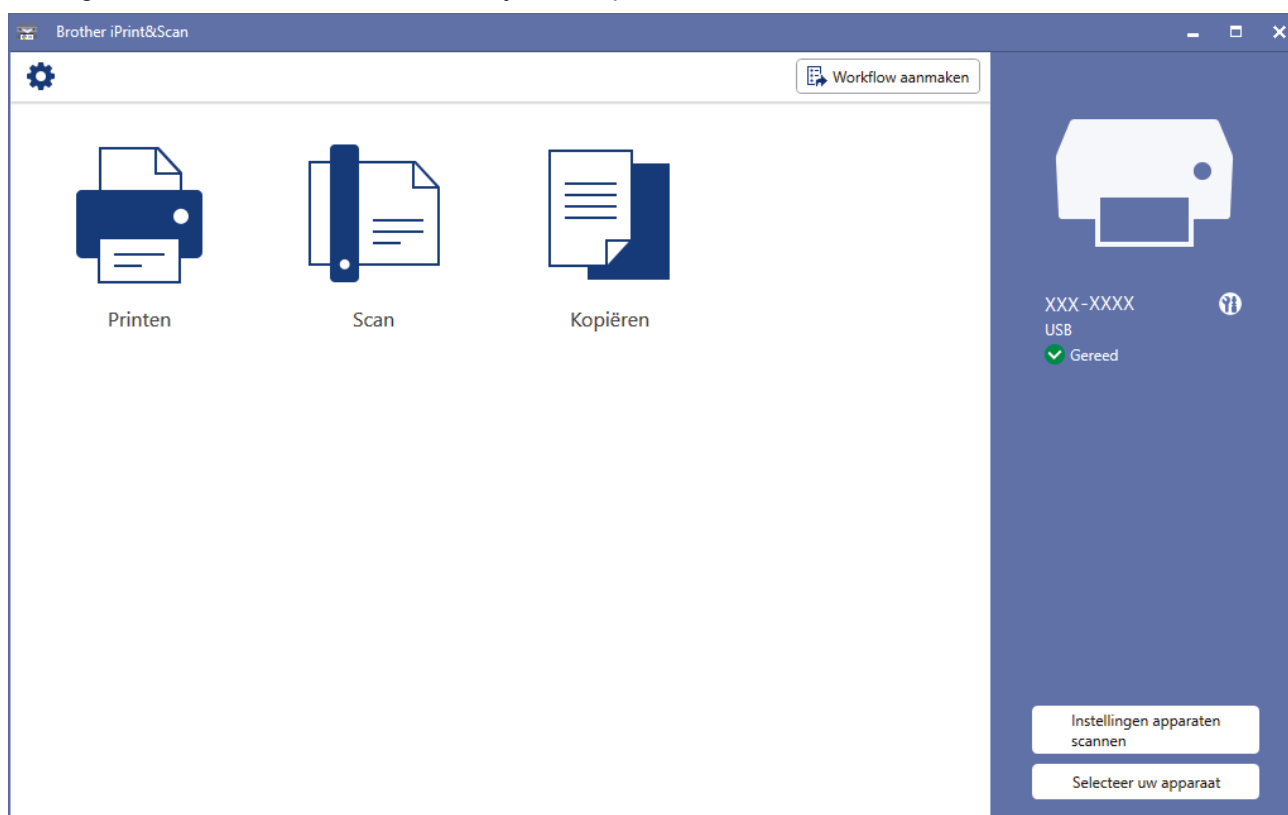 Brother iPrint&Scan
Workflow aanmaken
Printen
Scan
Kopiëren
XXX-XXXX
USB
Gereed
Instellingen apparaten
scannen
Selecteer uw apparaat